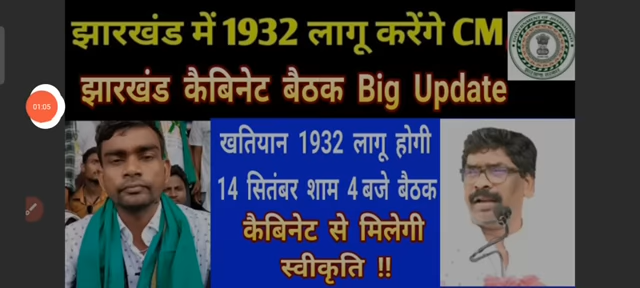 झारखंड में 1932 लागू करेंगे CM
झारखंड कैबिनेट बैठक Big Update
01:05
खतियान 1932 लागू होगी
14 सितंबर शाम 4 बजे बैठक
कैबिनेट से मिलेगी
स्वीकृति !!